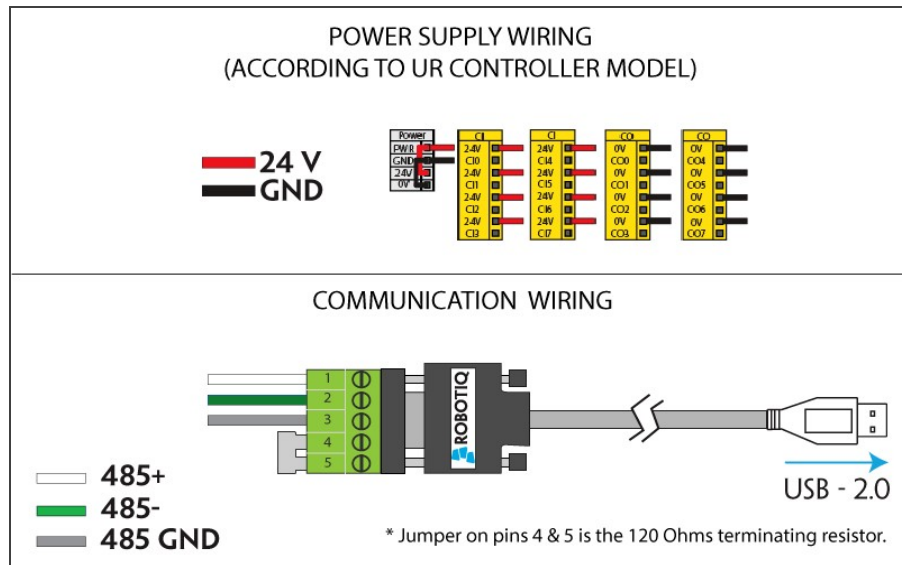 POWER SUPPLY WIRING
(ACCORDING TO UR CONTROLLER MODEL)
24 V
GND
Power
PWR
GND
24V
0V
CI
24V
CI0
24V
CI1
24V
CI2
24V
CI3
CI
24V
CI4
24V
CI5
24V
CI6
24V
CI7
CO
0V
CO0
0V
CO1
0V
CO2
0V
CO3
CO
0V
CO4
0V
CO5
0V
CO6
0V
CO7
COMMUNICATION WIRING
1
2
3
4
5
ROBOTIQ
485+
485-
485 GND
USB - 2.0
* Jumper on pins 4 & 5 is the 120 Ohms terminating resistor.